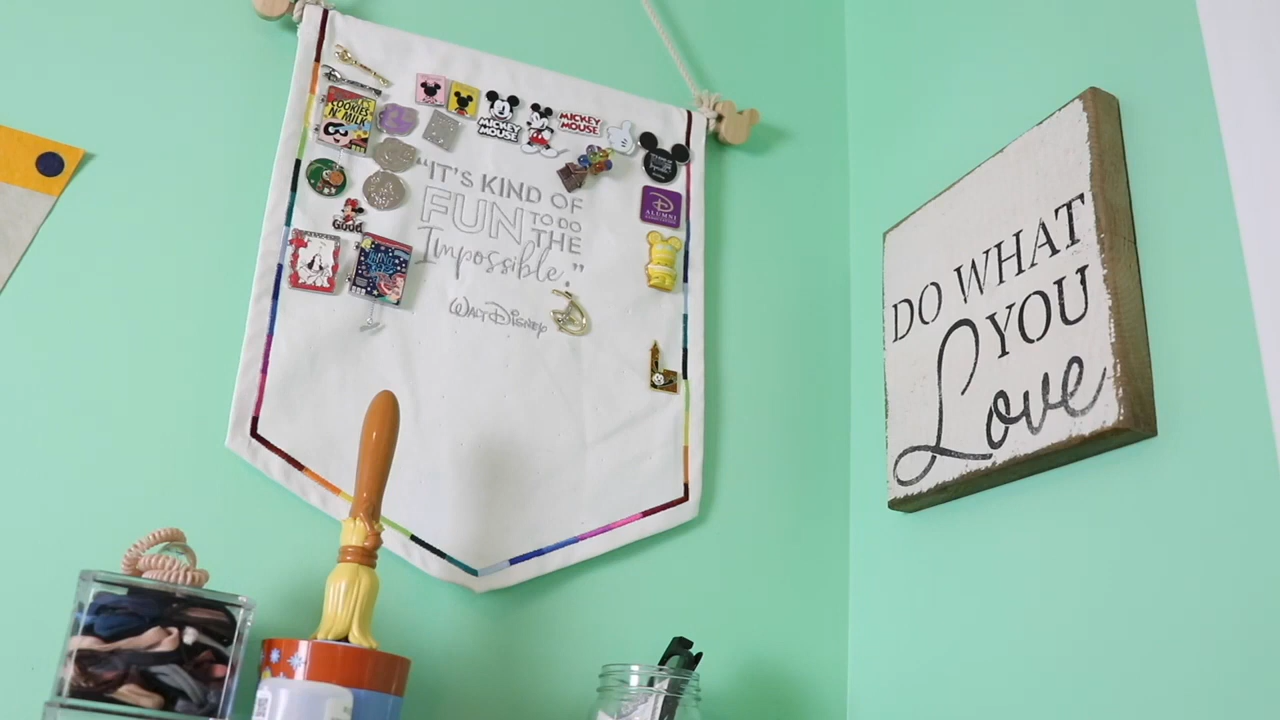 COOKIES
N' MILK
MICKEY
MOUSE
MICKEY
MOUSE
"IT'S KIND OF
FUN TO DO
THE
Impossible."
WALT DISNEY
Good
D
ALUMNI
DO WHAT
YOU
Love